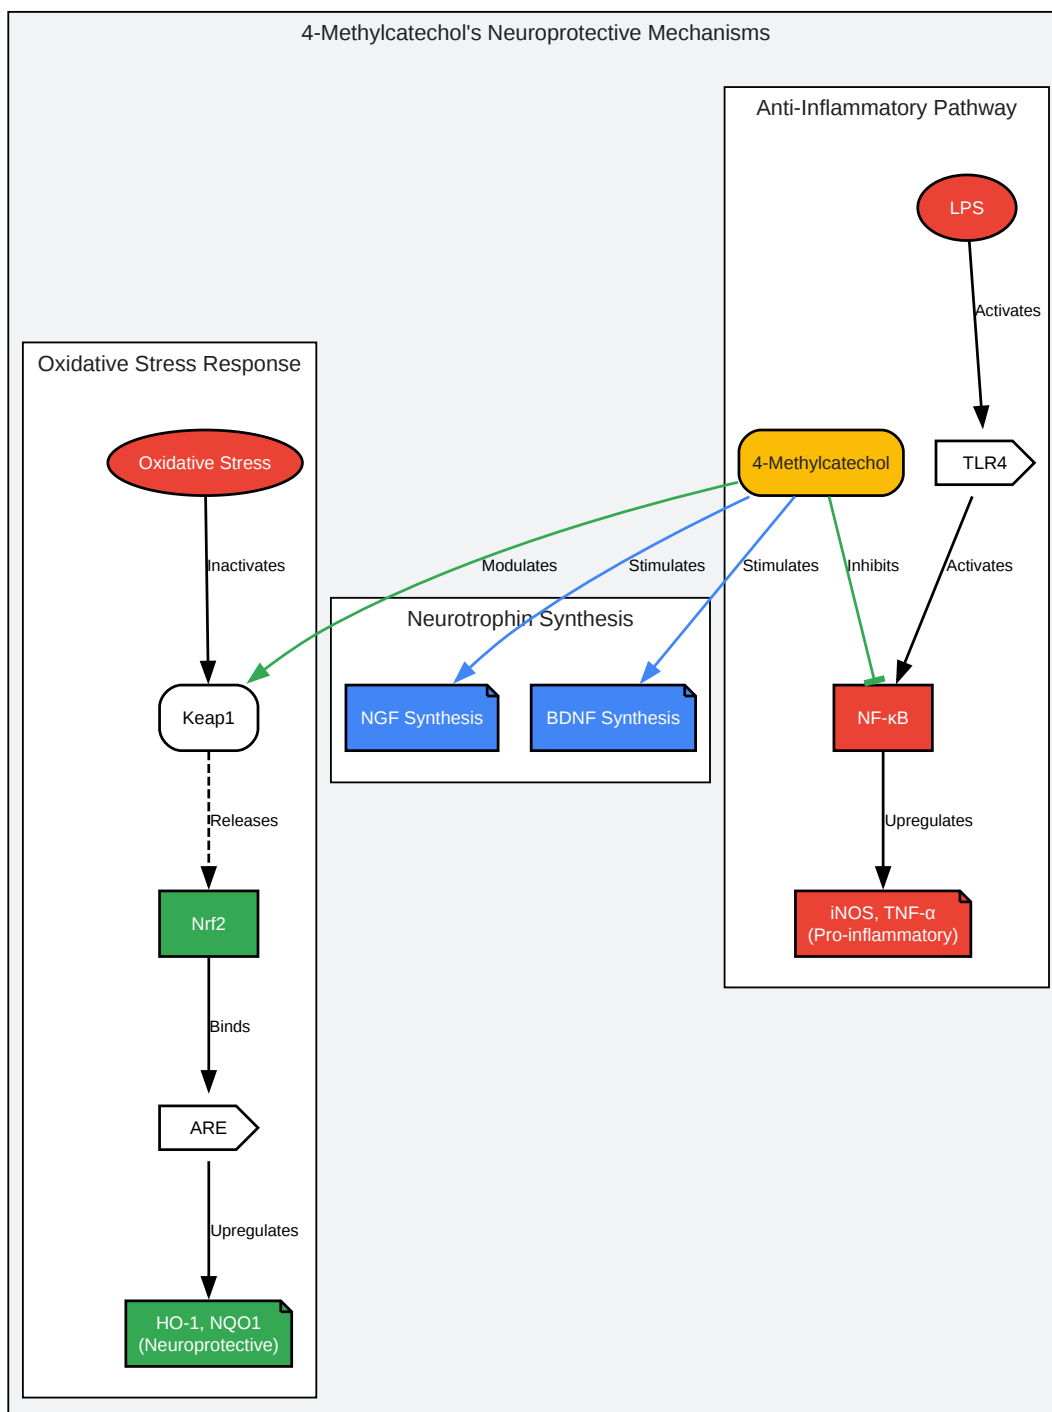 4-Methylcatechol's Neuroprotective Mechanisms
Anti-Inflammatory Pathway
LPS
Activates
Oxidative Stress Response
Oxidative Stress
4-Methylcatechol
TLR4
Inactivates
Modulates
Stimulates
Stimulates
Inhibits
Activates
Neurotrophin Synthesis
Keap1
NGF Synthesis
BDNF Synthesis
NF-κB
Releases
Upregulates
Nrf2
iNOS, TNF-α
(Pro-inflammatory)
Binds
ARE
Upregulates
HO-1, NQO1
(Neuroprotective)